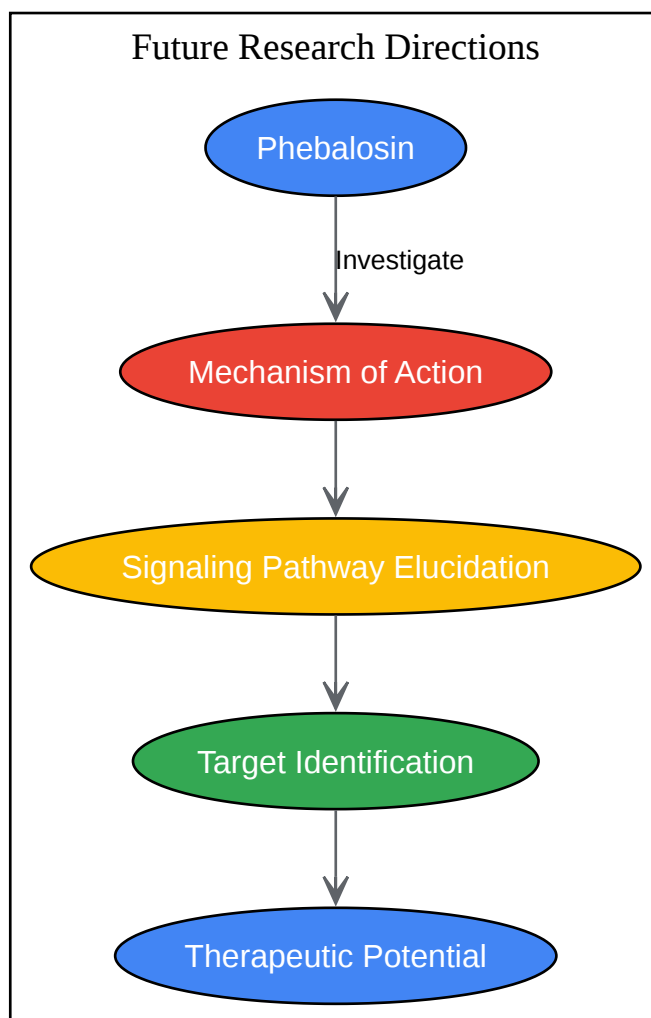 Future Research Directions
Phebalosin
Investigate
Mechanism of Action
Signaling Pathway Elucidation
Target Identification
Therapeutic Potential